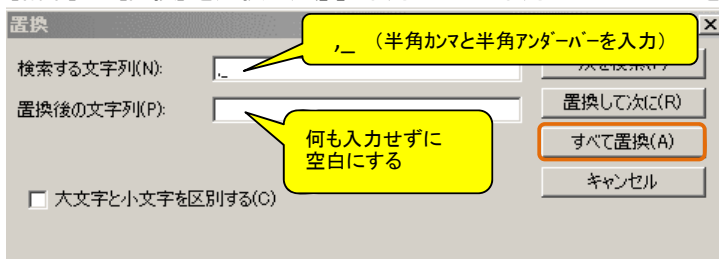 置換
,_ （半角カンマと半角アンダーバーを入力）
検索する文字列(N):
,_
置換後の文字列(P):
置換して次に(R)
何も入力せずに
空白にする
すべて置換(A)
キャンセル
大文字と小文字を区別する(C)